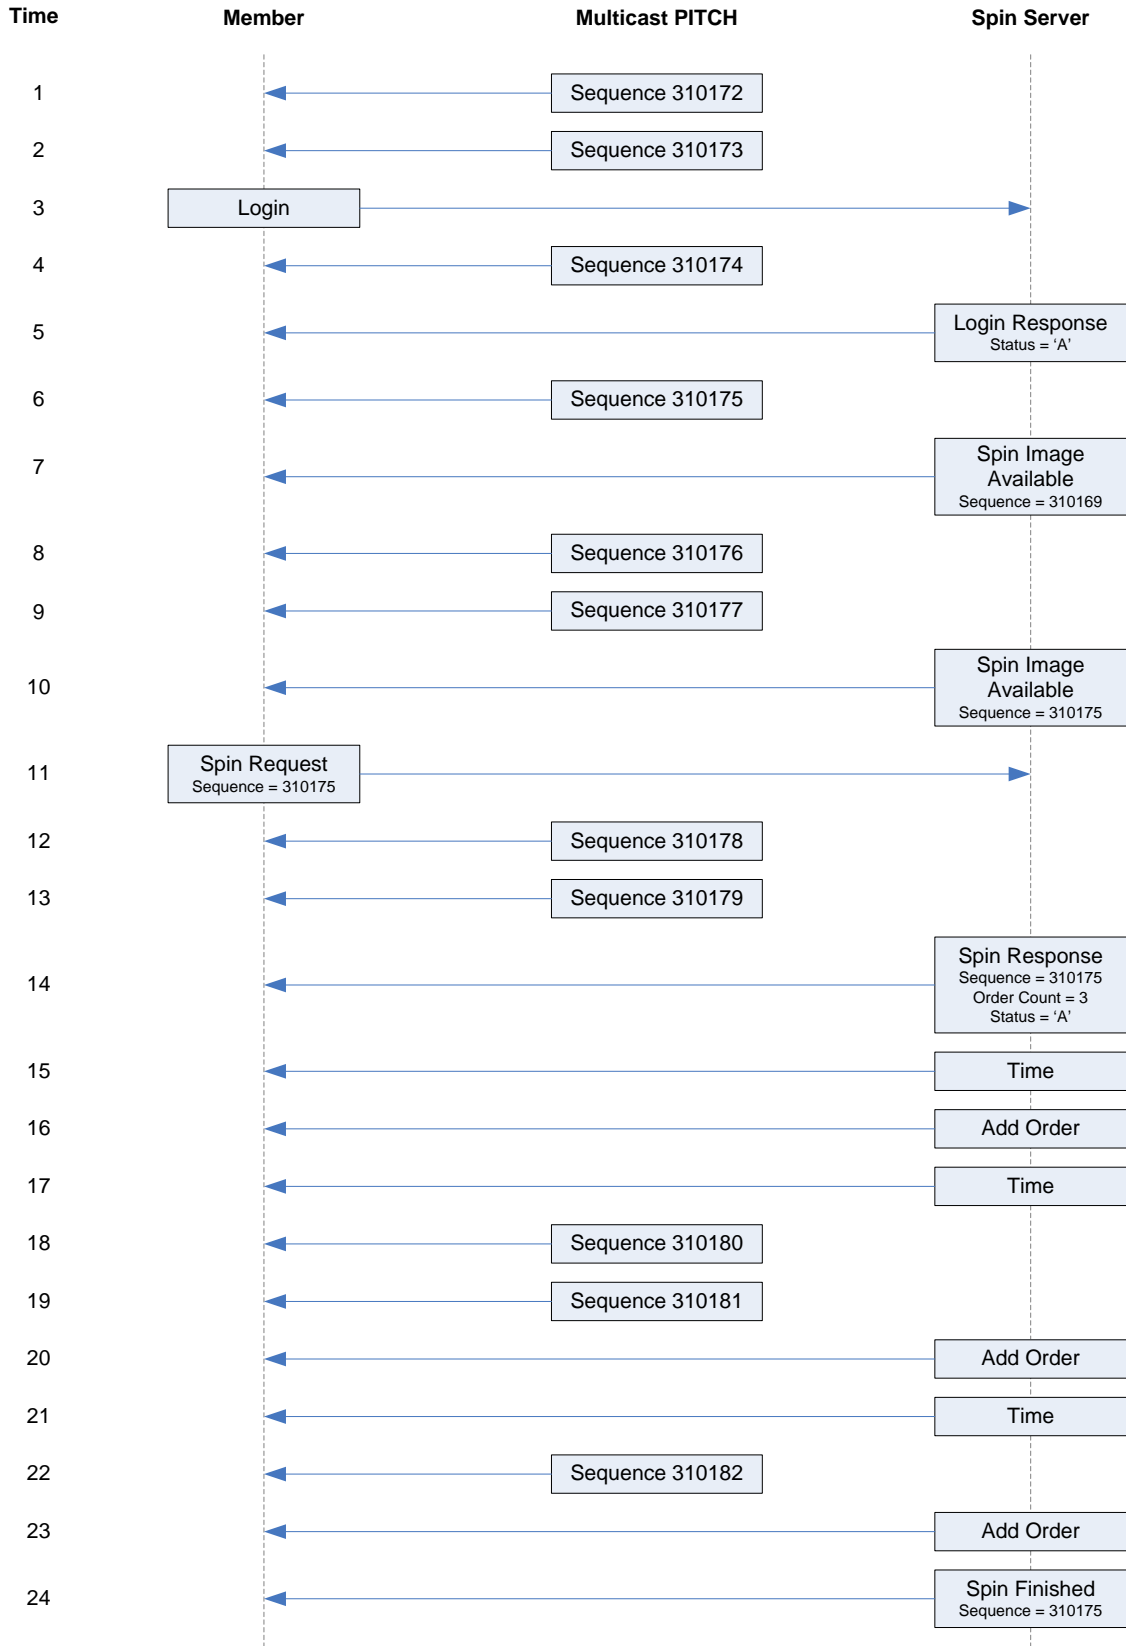 Time Member Multicast PITCH Spin Server
1 Sequence 310172
2 Sequence 310173
3 Login
4 Sequence 310174
5 Login Response
Status = ‘A’
6 Sequence 310175
7 Spin Image
Available
Sequence = 310169
8 Sequence 310176
9 Sequence 310177
10 Spin Image
Available
Sequence = 310175
11 Spin Request
Sequence = 310175
12 Sequence 310178
13 Sequence 310179
14 Spin Response
Sequence = 310175
Order Count = 3
Status = ‘A’
15 Time
16 Add Order
17 Time
18 Sequence 310180
19 Sequence 310181
20 Add Order
21 Time
22 Sequence 310182
23 Add Order
24 Spin Finished
Sequence = 310175